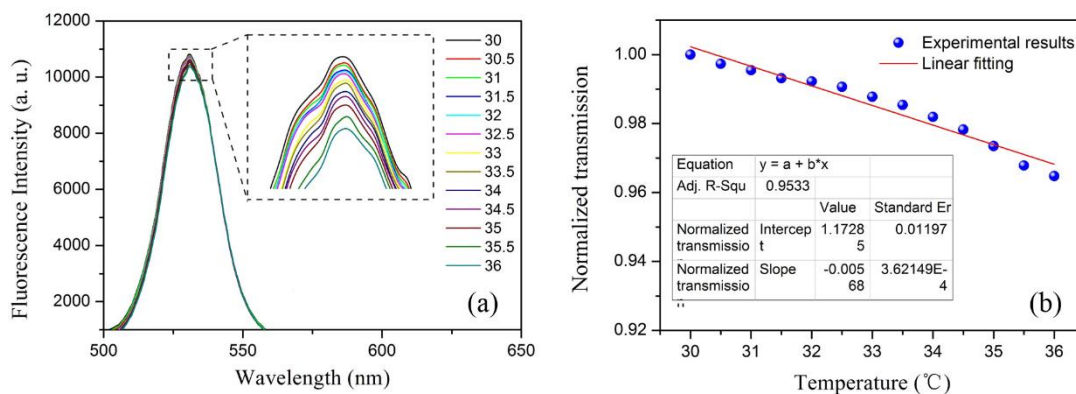 12000
10000
8000
6000
4000
2000
Fluorescence Intensity (a. u.)
500
550
600
650
Wavelength (nm)
30
30.5
31
31.5
32
32.5
33
33.5
34
34.5
35
35.5
36
(a)
1.00
0.98
0.96
0.94
0.92
Normalized transmission
30
31
32
33
34
35
36
Temperature (℃)
Experimental results
Linear fitting
Equation y = a + b*x
Adj. R-Squ 0.9533
Value Standard Er
Normalized Intercep 1.1728 0.01197
transmissio t 5
Normalized Slope -0.005 3.62149E-
transmissio 68 4
(b)